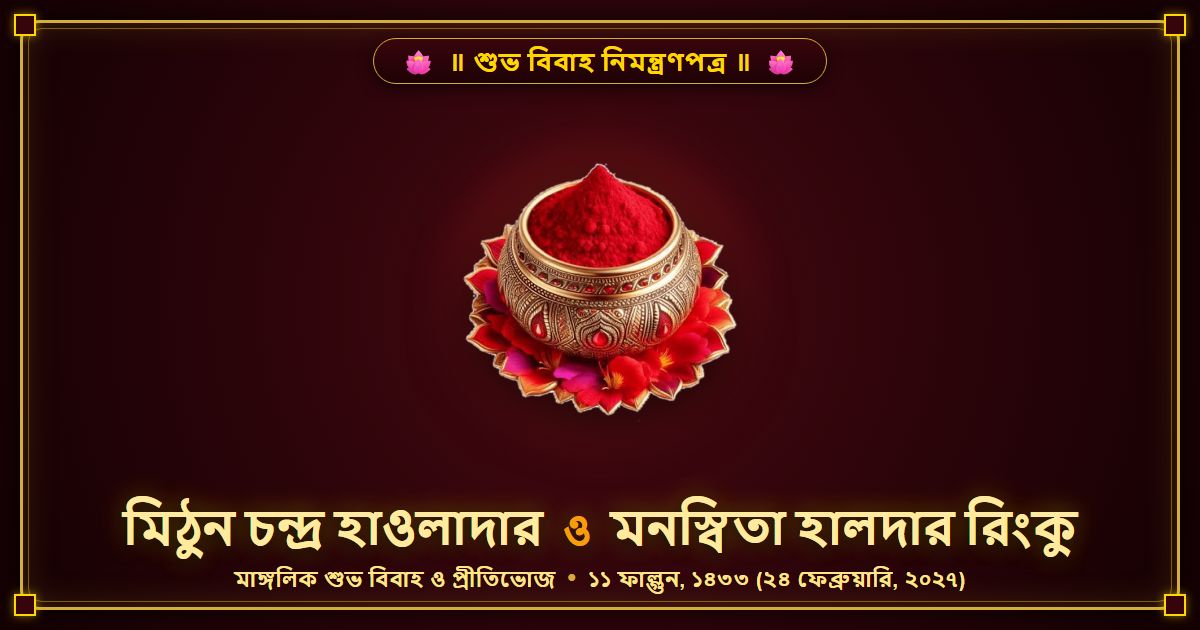 ॥ শুভ বিবাহ নিমন্ত্রণপত্র ॥
মিঠুন চন্দ্র হাওলাদার ও মনস্বিতা হালদার রিংকু
মাঙ্গলিক শুভ বিবাহ ও প্রীতিভোজ • ১১ ফাল্গুন, ১৪৩৩ (২৪ ফেব্রুয়ারি, ২০২৭)